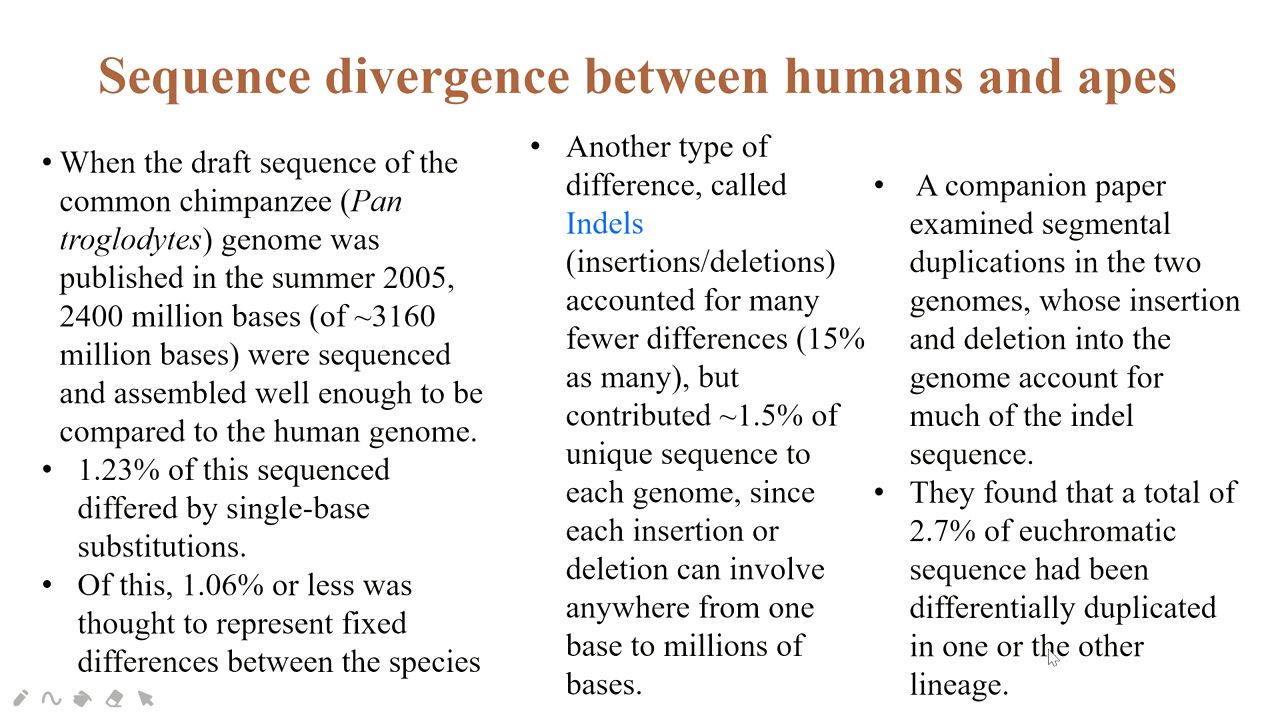 Sequence divergence between humans and apes
• When the draft sequence of the
common chimpanzee (Pan
troglodytes) genome was
published in the summer 2005,
2400 million bases (of ~3160
million bases) were sequenced
and assembled well enough to be
compared to the human genome.
• 1.23% of this sequenced
differed by single-base
substitutions.
• Of this, 1.06% or less was
thought to represent fixed
differences between the species
• Another type of
difference, called
Indels
(insertions/deletions)
accounted for many
fewer differences (15%
as many), but
contributed ~1.5% of
unique sequence to
each genome, since
each insertion or
deletion can involve
anywhere from one
base to millions of
bases.
• A companion paper
examined segmental
duplications in the two
genomes, whose insertion
and deletion into the
genome account for
much of the indel
sequence.
• They found that a total of
2.7% of euchromatic
sequence had been
differentially duplicated
in one or the other
lineage.